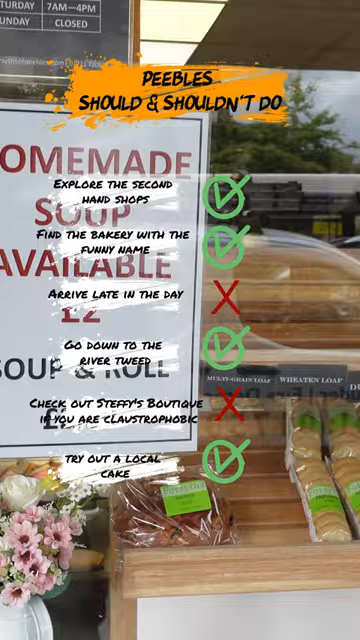 TURDAY 7AM—4PM
UNDAY CLOSED
PEEBLES
SHOULD & SHOULDN'T DO
OMEMADE
EXPLORE THE SECOND
HAND SHOPS
SOUP
FIND THE BAKERY WITH THE
FUNNY NAME
AVAILABLE
ARRIVE LATE IN THE DAY
£2
GO DOWN TO THE
RIVER TWEED
SOUP & ROLL
MULTI-GRAIN LOAF
WHEATEN LOAF
CHECK OUT STEFFY'S BOUTIQUE
IF YOU ARE CLAUSTROPHOBIC
TRY OUT A LOCAL
CAKE
Forsyths